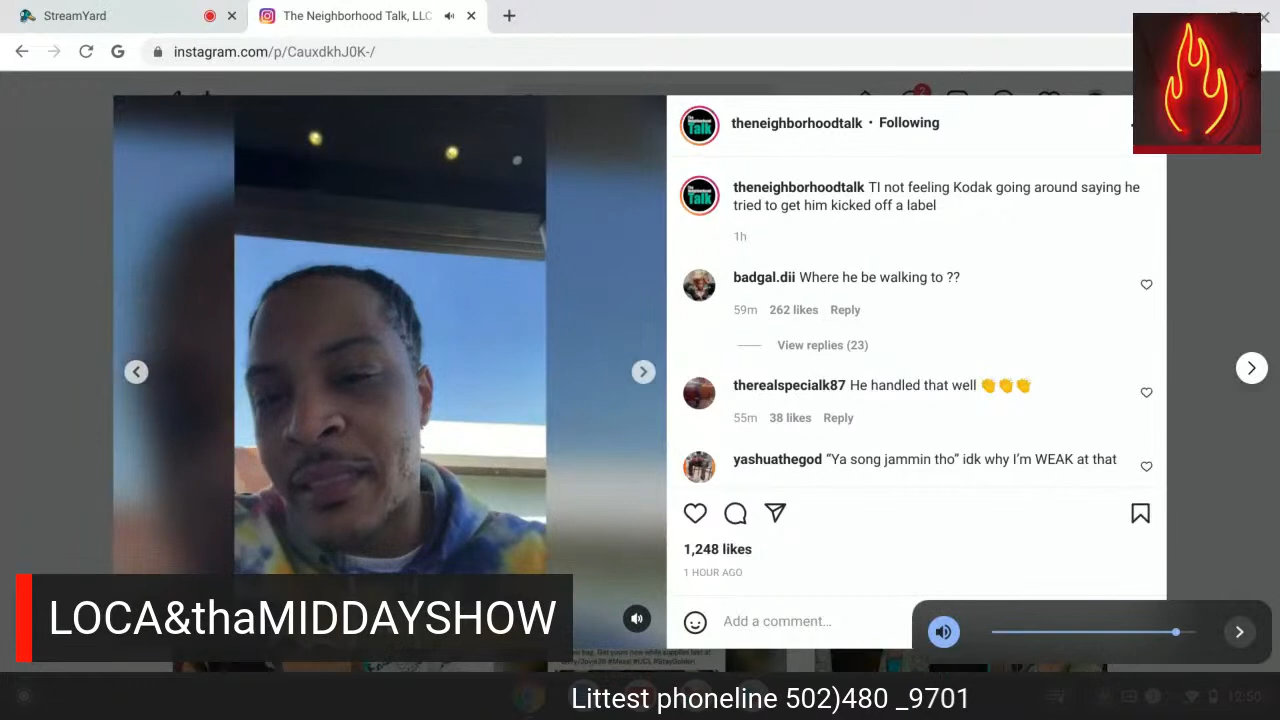 StreamYard
The Neighborhood Talk, LLC
instagram.com/p/CauxdkhJ0K-/
theneighborhoodtalk • Following
theneighborhoodtalk TI not feeling Kodak going around saying he
tried to get him kicked off a label
1h
badgal.dii Where he be walking to ??
59m 262 likes Reply
View replies (23)
therealspecialk87 He handled that well 👏👏👏
55m 38 likes Reply
yashuathegod “Ya song jammin tho” idk why I’m WEAK at that
1,248 likes
1 HOUR AGO
Add a comment…
LOCA&thaMIDDAYSHOW
Littest phoneline 502)480 _9701
12:50